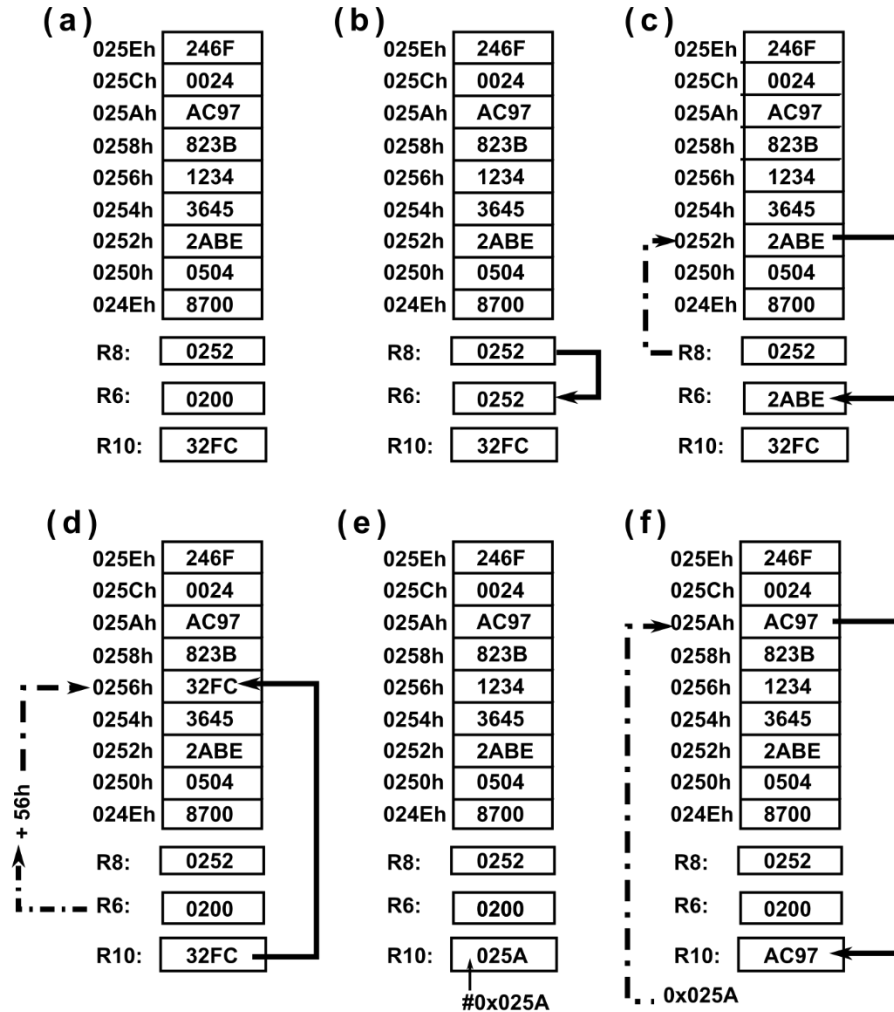 (a) (b) (c)
025Eh 246F 025Eh 246F 025Eh 246F
025Ch 0024 025Ch 0024 025Ch 0024
025Ah AC97 025Ah AC97 025Ah AC97
0258h 823B 0258h 823B 0258h 823B
0256h 1234 0256h 1234 0256h 1234
0254h 3645 0254h 3645 0254h 3645
0252h 2ABE 0252h 2ABE 0252h 2ABE
0250h 0504 0250h 0504 0250h 0504
024Eh 8700 024Eh 8700 024Eh 8700
R8: 0252 R8: 0252 R8: 0252
R6: 0200 R6: 0252 R6: 2ABE
R10: 32FC R10: 32FC R10: 32FC
(d) (e) (f)
025Eh 246F 025Eh 246F 025Eh 246F
025Ch 0024 025Ch 0024 025Ch 0024
025Ah AC97 025Ah AC97 025Ah AC97
0258h 823B 0258h 823B 0258h 823B
0256h 32FC 0256h 1234 0256h 1234
0254h 3645 0254h 3645 0254h 3645
0252h 2ABE 0252h 2ABE 0252h 2ABE
0250h 0504 0250h 0504 0250h 0504
+ 56h
024Eh 8700 024Eh 8700 024Eh 8700
R8: 0252 R8: 0252 R8: 0252
R6: 0200 R6: 0200 R6: 0200
R10: 32FC R10: 025A R10: AC97
#0x025A 0x025A